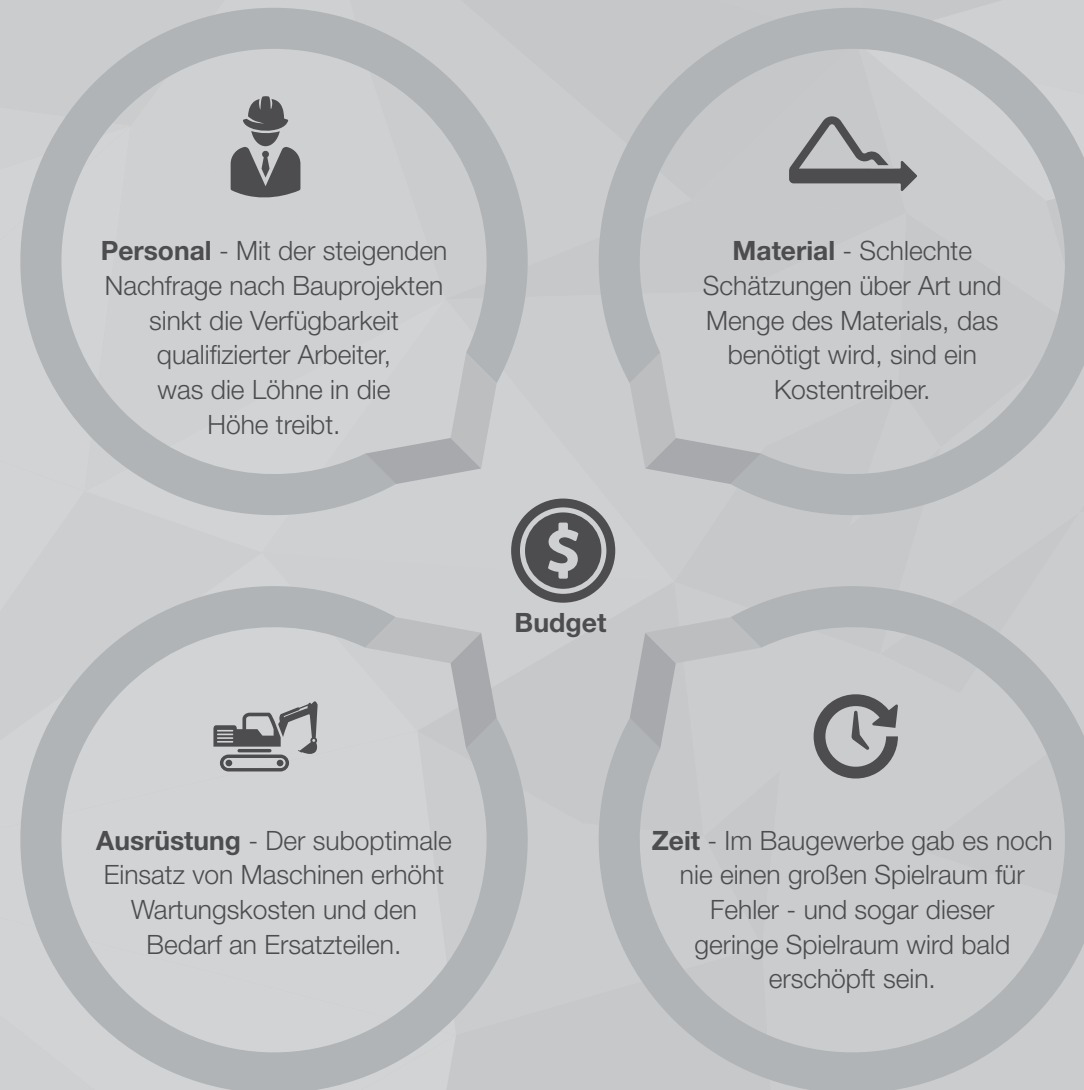 Personal - Mit der steigenden
Nachfrage nach Bauprojekten
sinkt die Verfügbarkeit
qualifizierter Arbeiter,
was die Löhne in die
Höhe treibt.
Material - Schlechte
Schätzungen über Art und
Menge des Materials, das
benötigt wird, sind ein
Kostentreiber.
$
Budget
Ausrüstung - Der suboptimale
Einsatz von Maschinen erhöht
Wartungskosten und den
Bedarf an Ersatzteilen.
Zeit - Im Baugewerbe gab es noch
nie einen großen Spielraum für
Fehler - und sogar dieser
geringe Spielraum wird bald
erschöpft sein.